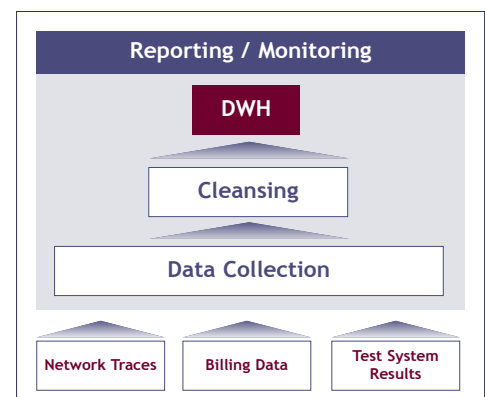 Reporting / Monitoring
DWH
Cleansing
Data Collection
Network Traces
Billing Data
Test System
Results